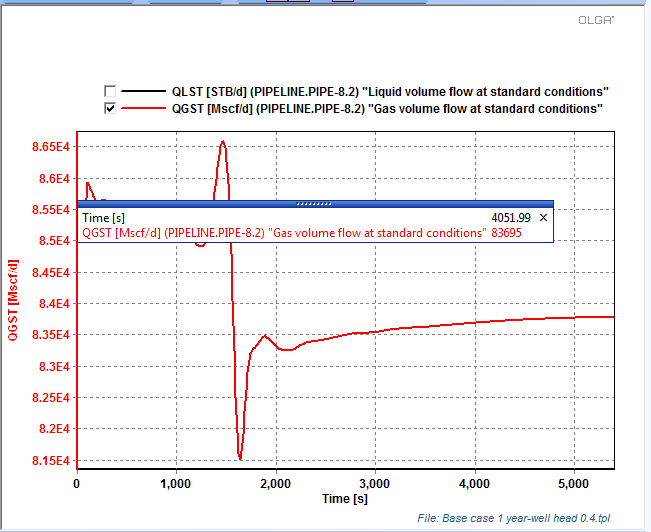 OLGA
QLST [STB/d] (PIPELINE.PIPE-8.2) "Liquid volume flow at standard conditions"
QGST [Mscf/d] (PIPELINE.PIPE-8.2) "Gas volume flow at standard conditions"
8.65E4
8.6E4
8.55E4
Time [s] 4051.99 ×
QGST [Mscf/d] (PIPELINE.PIPE-8.2) "Gas volume flow at standard conditions" 83695
8.5E4
8.45E4
8.4E4
8.35E4
8.3E4
8.25E4
8.2E4
8.15E4
QGST [Mscf/d]
0 1,000 2,000 3,000 4,000 5,000
Time [s]
File: Base case 1 year-well head 0.4.tpl